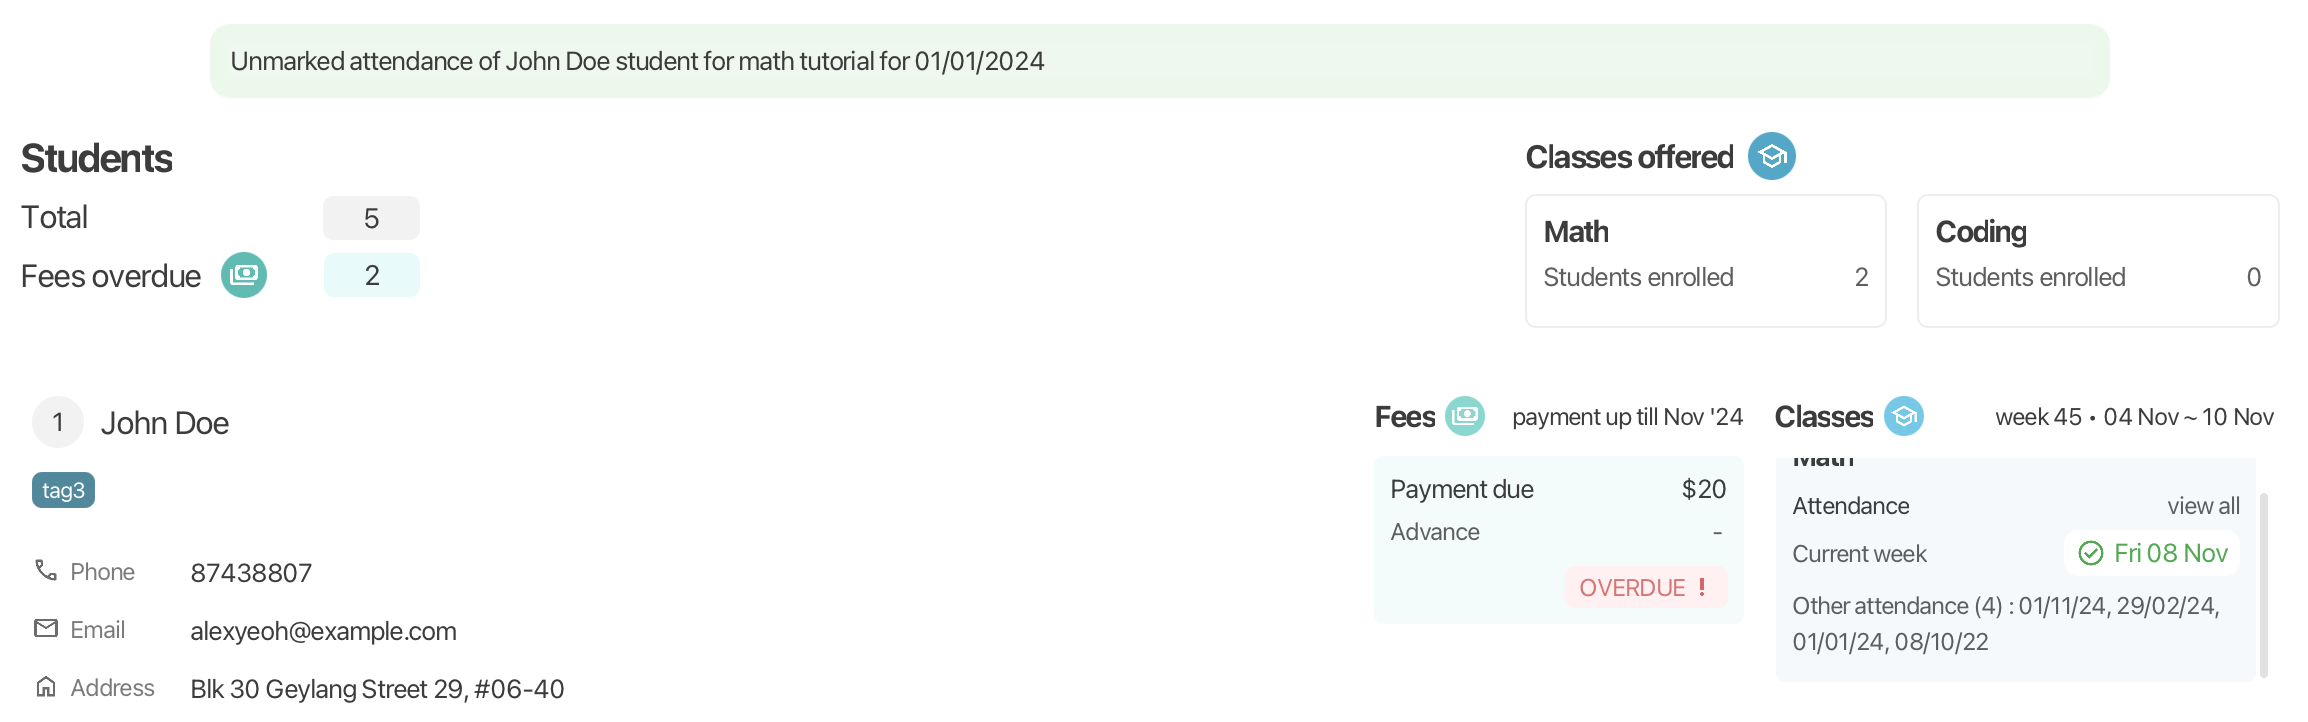 Unmarked attendance of John Doe student for math tutorial for 01/01/2024
Students
Total 5
Fees overdue 2
Classes offered
Math
Students enrolled 2
Coding
Students enrolled 0
1 John Doe
tag3
Phone 87438807
Email alexyeoh@example.com
Address Blk 30 Geylang Street 29, #06-40
Fees payment up till Nov '24
Payment due $20
Advance -
OVERDUE !
Classes week 45 • 04 Nov ~ 10 Nov
Math
Attendance view all
Current week Fri 08 Nov
Other attendance (4) : 01/11/24, 29/02/24,
01/01/24, 08/10/22